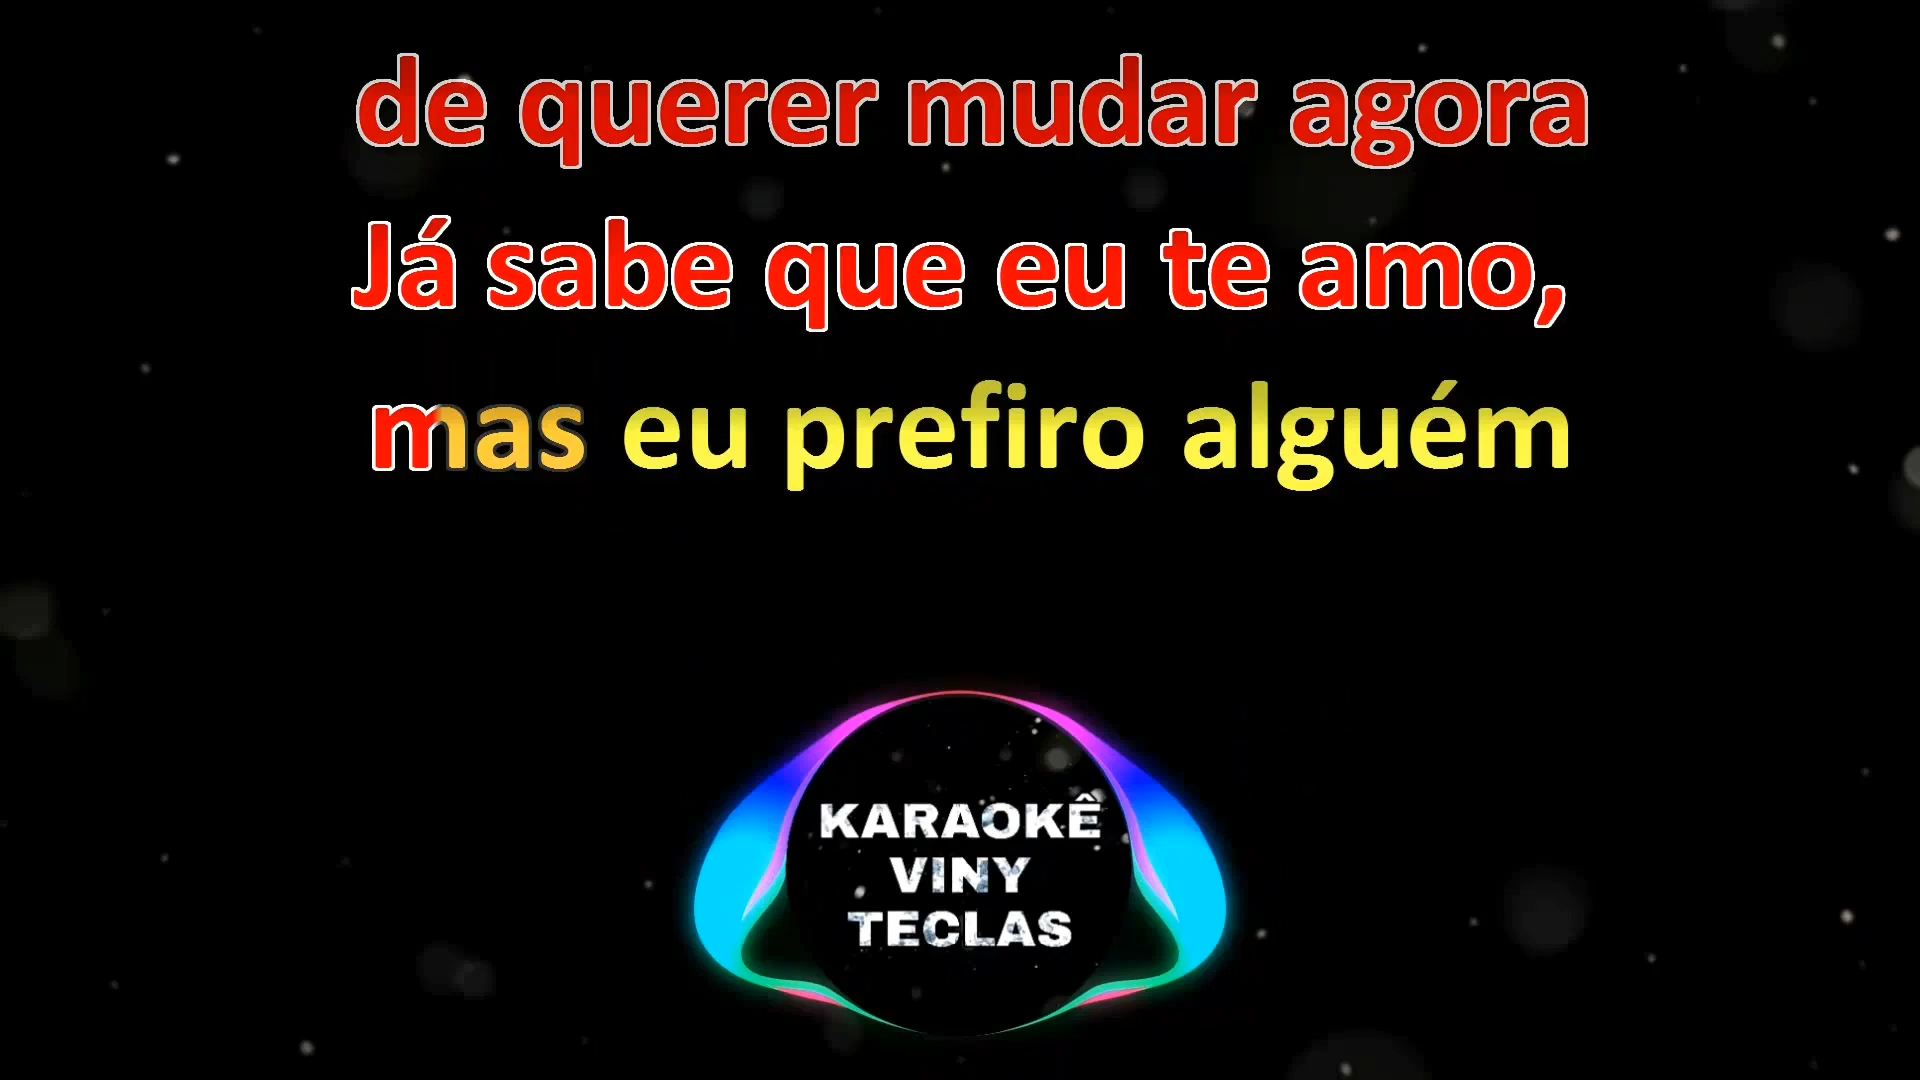 de querer mudar agora
Já sabe que eu te amo,
mas eu prefiro alguém
KARAOKÊ
VINY
TECLAS